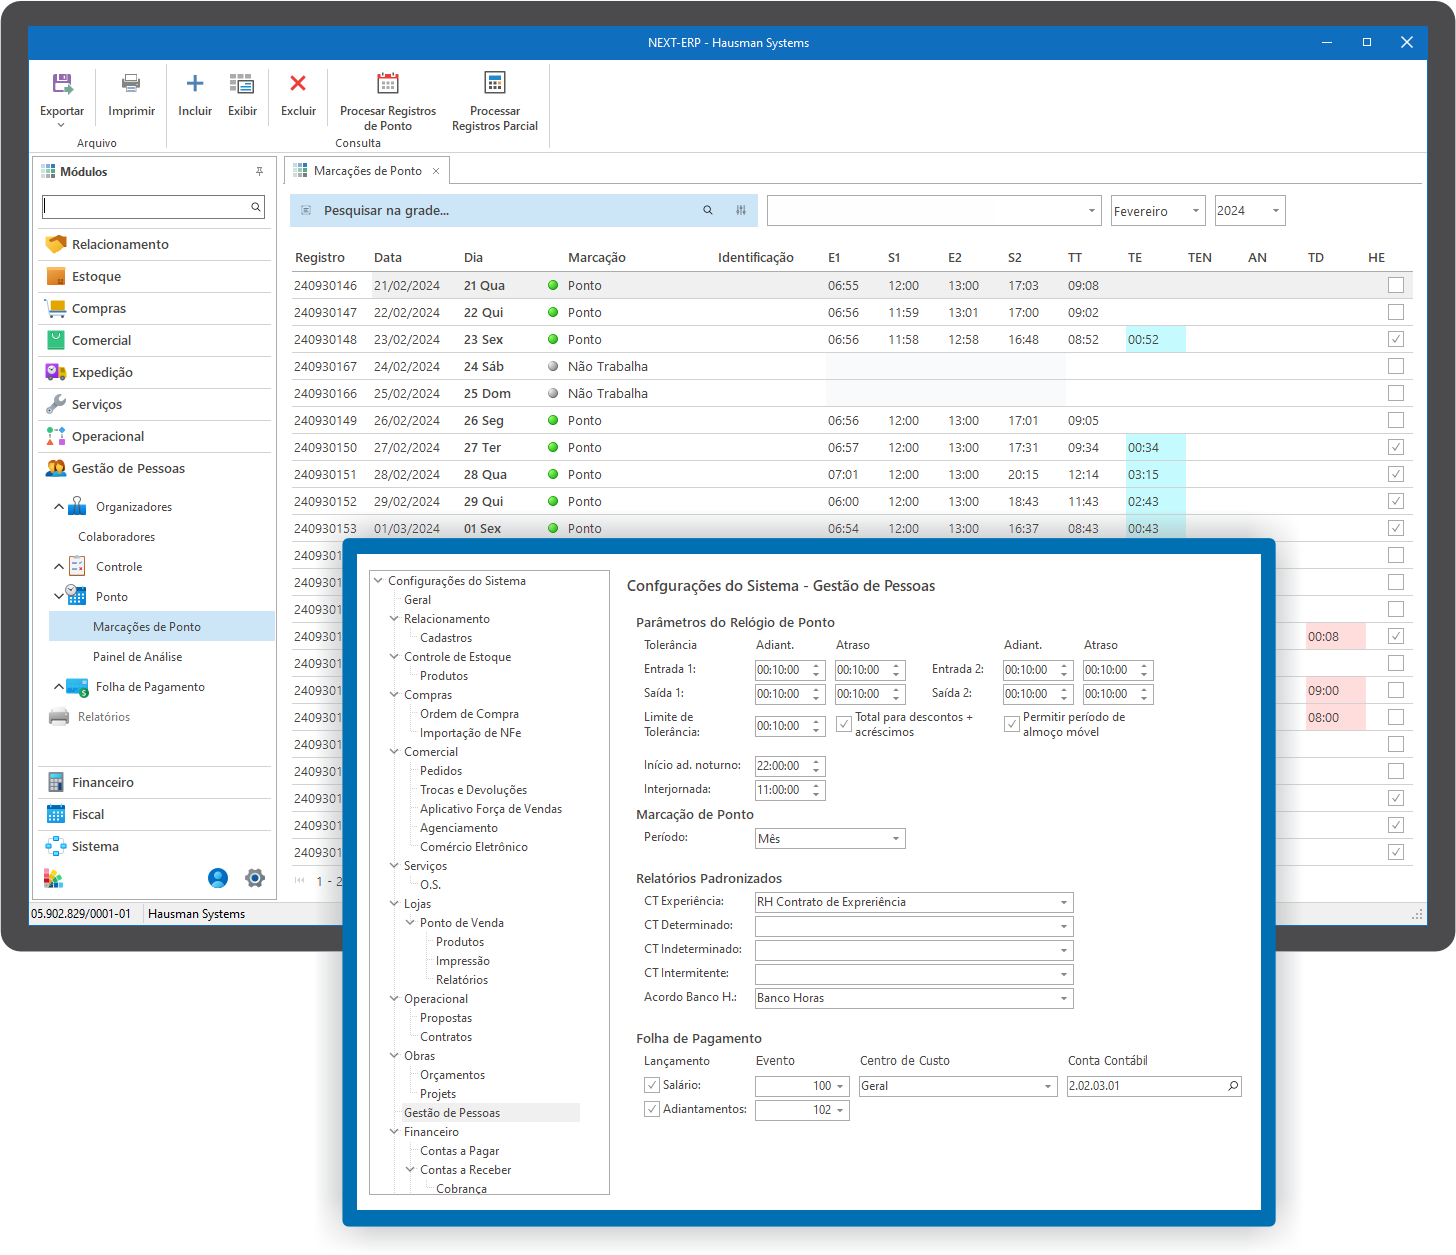 NEXT-ERP - Hausman Systems
Exportar
Imprimir
Incluir
Exibir
Excluir
Procesar Registros
de Ponto
Processar
Registros Parcial
Arquivo
Consulta
Módulos
Relacionamento
Estoque
Compras
Comercial
Expedição
Serviços
Operacional
Gestão de Pessoas
Organizadores
Colaboradores
Controle
Ponto
Marcações de Ponto
Painel de Análise
Folha de Pagamento
Relatórios
Financeiro
Fiscal
Sistema
05.902.829/0001-01 Hausman Systems
Marcações de Ponto
Pesquisar na grade...
Fevereiro
2024
Registro Data Dia Marcação Identificação E1 S1 E2 S2 TT TE TEN AN TD HE
240930146 21/02/2024 21 Qua Ponto 06:55 12:00 13:00 17:03 09:08
240930147 22/02/2024 22 Qui Ponto 06:56 11:59 13:01 17:00 09:02
240930148 23/02/2024 23 Sex Ponto 06:56 11:58 12:58 16:48 08:52 00:52
240930167 24/02/2024 24 Sáb Não Trabalha
240930166 25/02/2024 25 Dom Não Trabalha
240930149 26/02/2024 26 Seg Ponto 06:56 12:00 13:00 17:01 09:05
240930150 27/02/2024 27 Ter Ponto 06:57 12:00 13:00 17:31 09:34 00:34
240930151 28/02/2024 28 Qua Ponto 07:01 12:00 13:00 20:15 12:14 03:15
240930152 29/02/2024 29 Qui Ponto 06:00 12:00 13:00 18:43 11:43 02:43
240930153 01/03/2024 01 Sex Ponto 06:54 12:00 13:00 16:37 08:43 00:43
2409301
2409301
2409301
2409301 00:08
2409301
2409301 09:00
2409301 08:00
2409301
2409301
2409301
2409301
2409301
1 - 2
Configurações do Sistema
Geral
Relacionamento
Cadastros
Controle de Estoque
Produtos
Compras
Ordem de Compra
Importação de NFe
Comercial
Pedidos
Trocas e Devoluções
Aplicativo Força de Vendas
Agenciamento
Comércio Eletrônico
Serviços
O.S.
Lojas
Ponto de Venda
Produtos
Impressão
Relatórios
Operacional
Propostas
Contratos
Obras
Orçamentos
Projets
Gestão de Pessoas
Financeiro
Contas a Pagar
Contas a Receber
Cobrança
Confgurações do Sistema - Gestão de Pessoas
Parâmetros do Relógio de Ponto
Tolerância Adiant. Atraso Adiant. Atraso
Entrada 1: 00:10:00 00:10:00 Entrada 2: 00:10:00 00:10:00
Saída 1: 00:10:00 00:10:00 Saída 2: 00:10:00 00:10:00
Limite de
Tolerância:
00:10:00
Total para descontos +
acréscimos
Permitir período de
almoço móvel
Início ad. noturno: 22:00:00
Interjornada: 11:00:00
Marcação de Ponto
Período: Mês
Relatórios Padronizados
CT Experiência: RH Contrato de Expreriência
CT Determinado:
CT Indeterminado:
CT Intermitente:
Acordo Banco H.: Banco Horas
Folha de Pagamento
Lançamento Evento Centro de Custo Conta Contábil
Salário: 100 Geral 2.02.03.01
Adiantamentos: 102